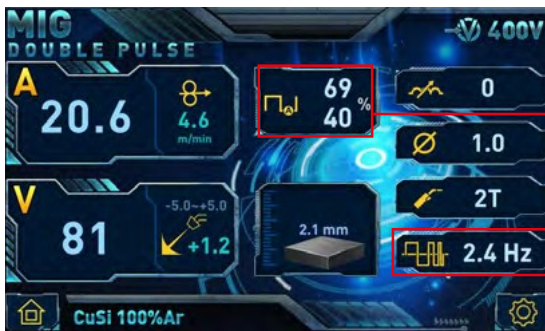 MIG
DOUBLE PULSE
400V
A
20.6
4.6
m/min
69
40 %
A
0
1.0
2T
2.4 Hz
V
81
-5.0~+5.0
+1.2
2.1 mm
CuSi 100%Ar